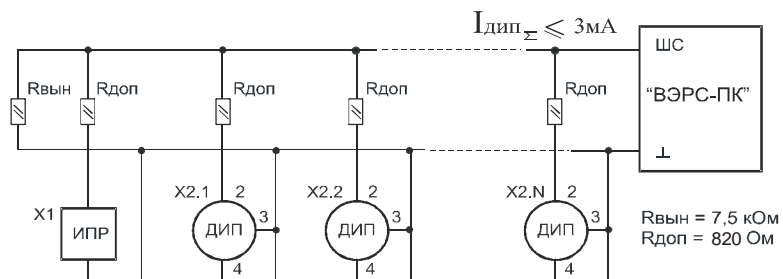 Iдип Σ ⩽ 3мА
ШС
"ВЭРС-ПК"
⊥
Rвын Rдоп Rдоп Rдоп Rдоп
X1 X2.1 2 X2.2 2 X2.N 2
ИПР ДИП 3 ДИП 3 ДИП 3
4 4 4
Rвын = 7,5 кОм
Rдоп = 820 Ом